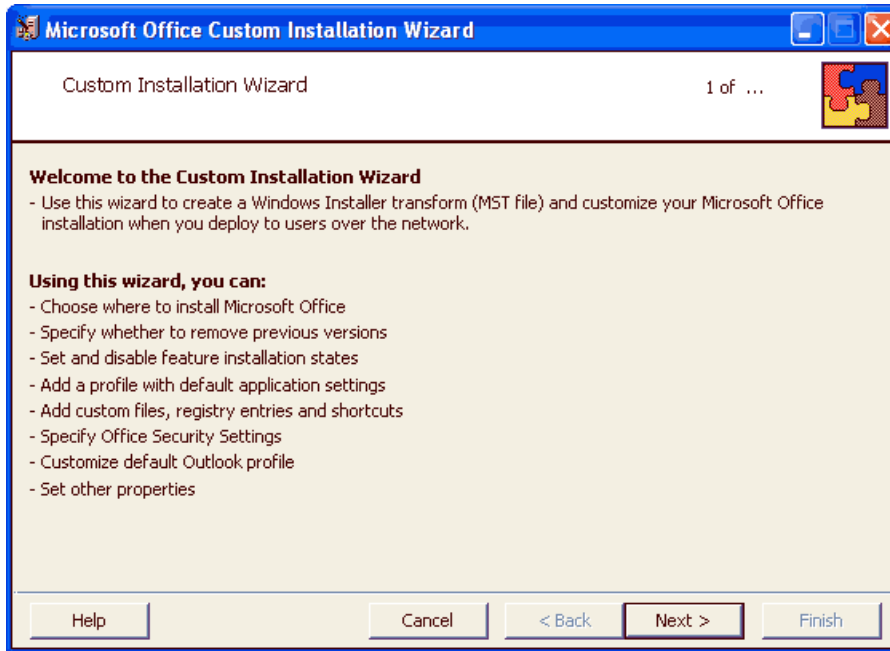 Microsoft Office Custom Installation Wizard
Custom Installation Wizard
1 of ...
Welcome to the Custom Installation Wizard
- Use this wizard to create a Windows Installer transform (MST file) and customize your Microsoft Office
installation when you deploy to users over the network.
Using this wizard, you can:
- Choose where to install Microsoft Office
- Specify whether to remove previous versions
- Set and disable feature installation states
- Add a profile with default application settings
- Add custom files, registry entries and shortcuts
- Specify Office Security Settings
- Customize default Outlook profile
- Set other properties
Help
Cancel
< Back
Next >
Finish